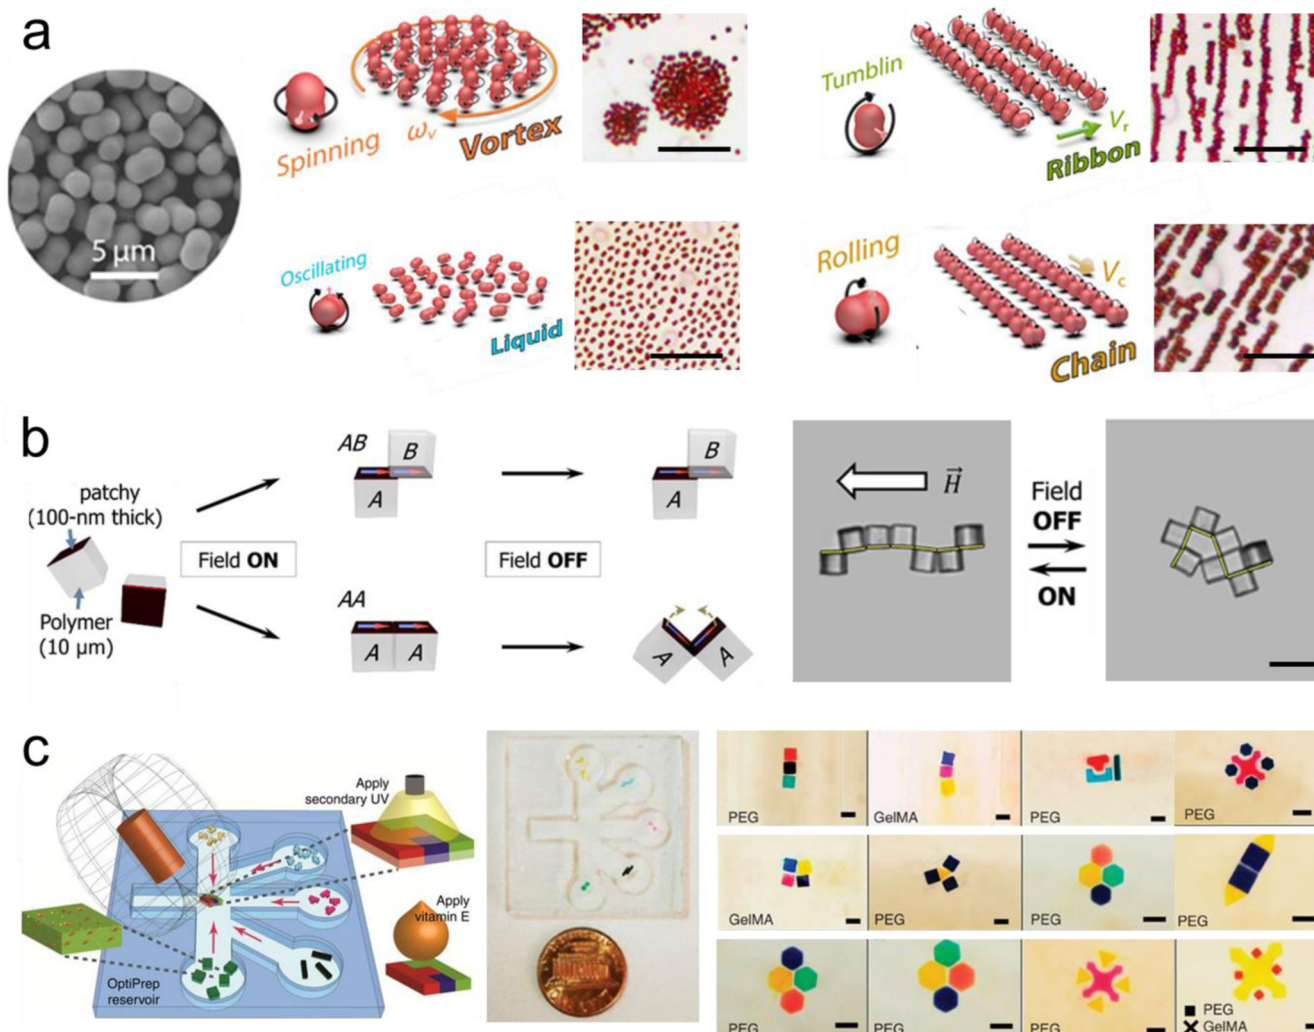 a
5 µm
Spinning
ωv
Vortex
Tumblin
Vr
Ribbon
Oscillating
Liquid
Rolling
Vc
Chain
b
patchy
(100-nm thick)
Polymer
(10 µm)
Field ON
AB
B
A
AA
A A
Field OFF
B
A
A A
H
Field
OFF
ON
c
Apply
secondary UV
Apply
vitamin E
OptiPrep
reservoir
PEG
GelMA
PEG
PEG
GelMA
PEG
PEG
PEG
PEG
PEG
PEG
PEG
GelMA